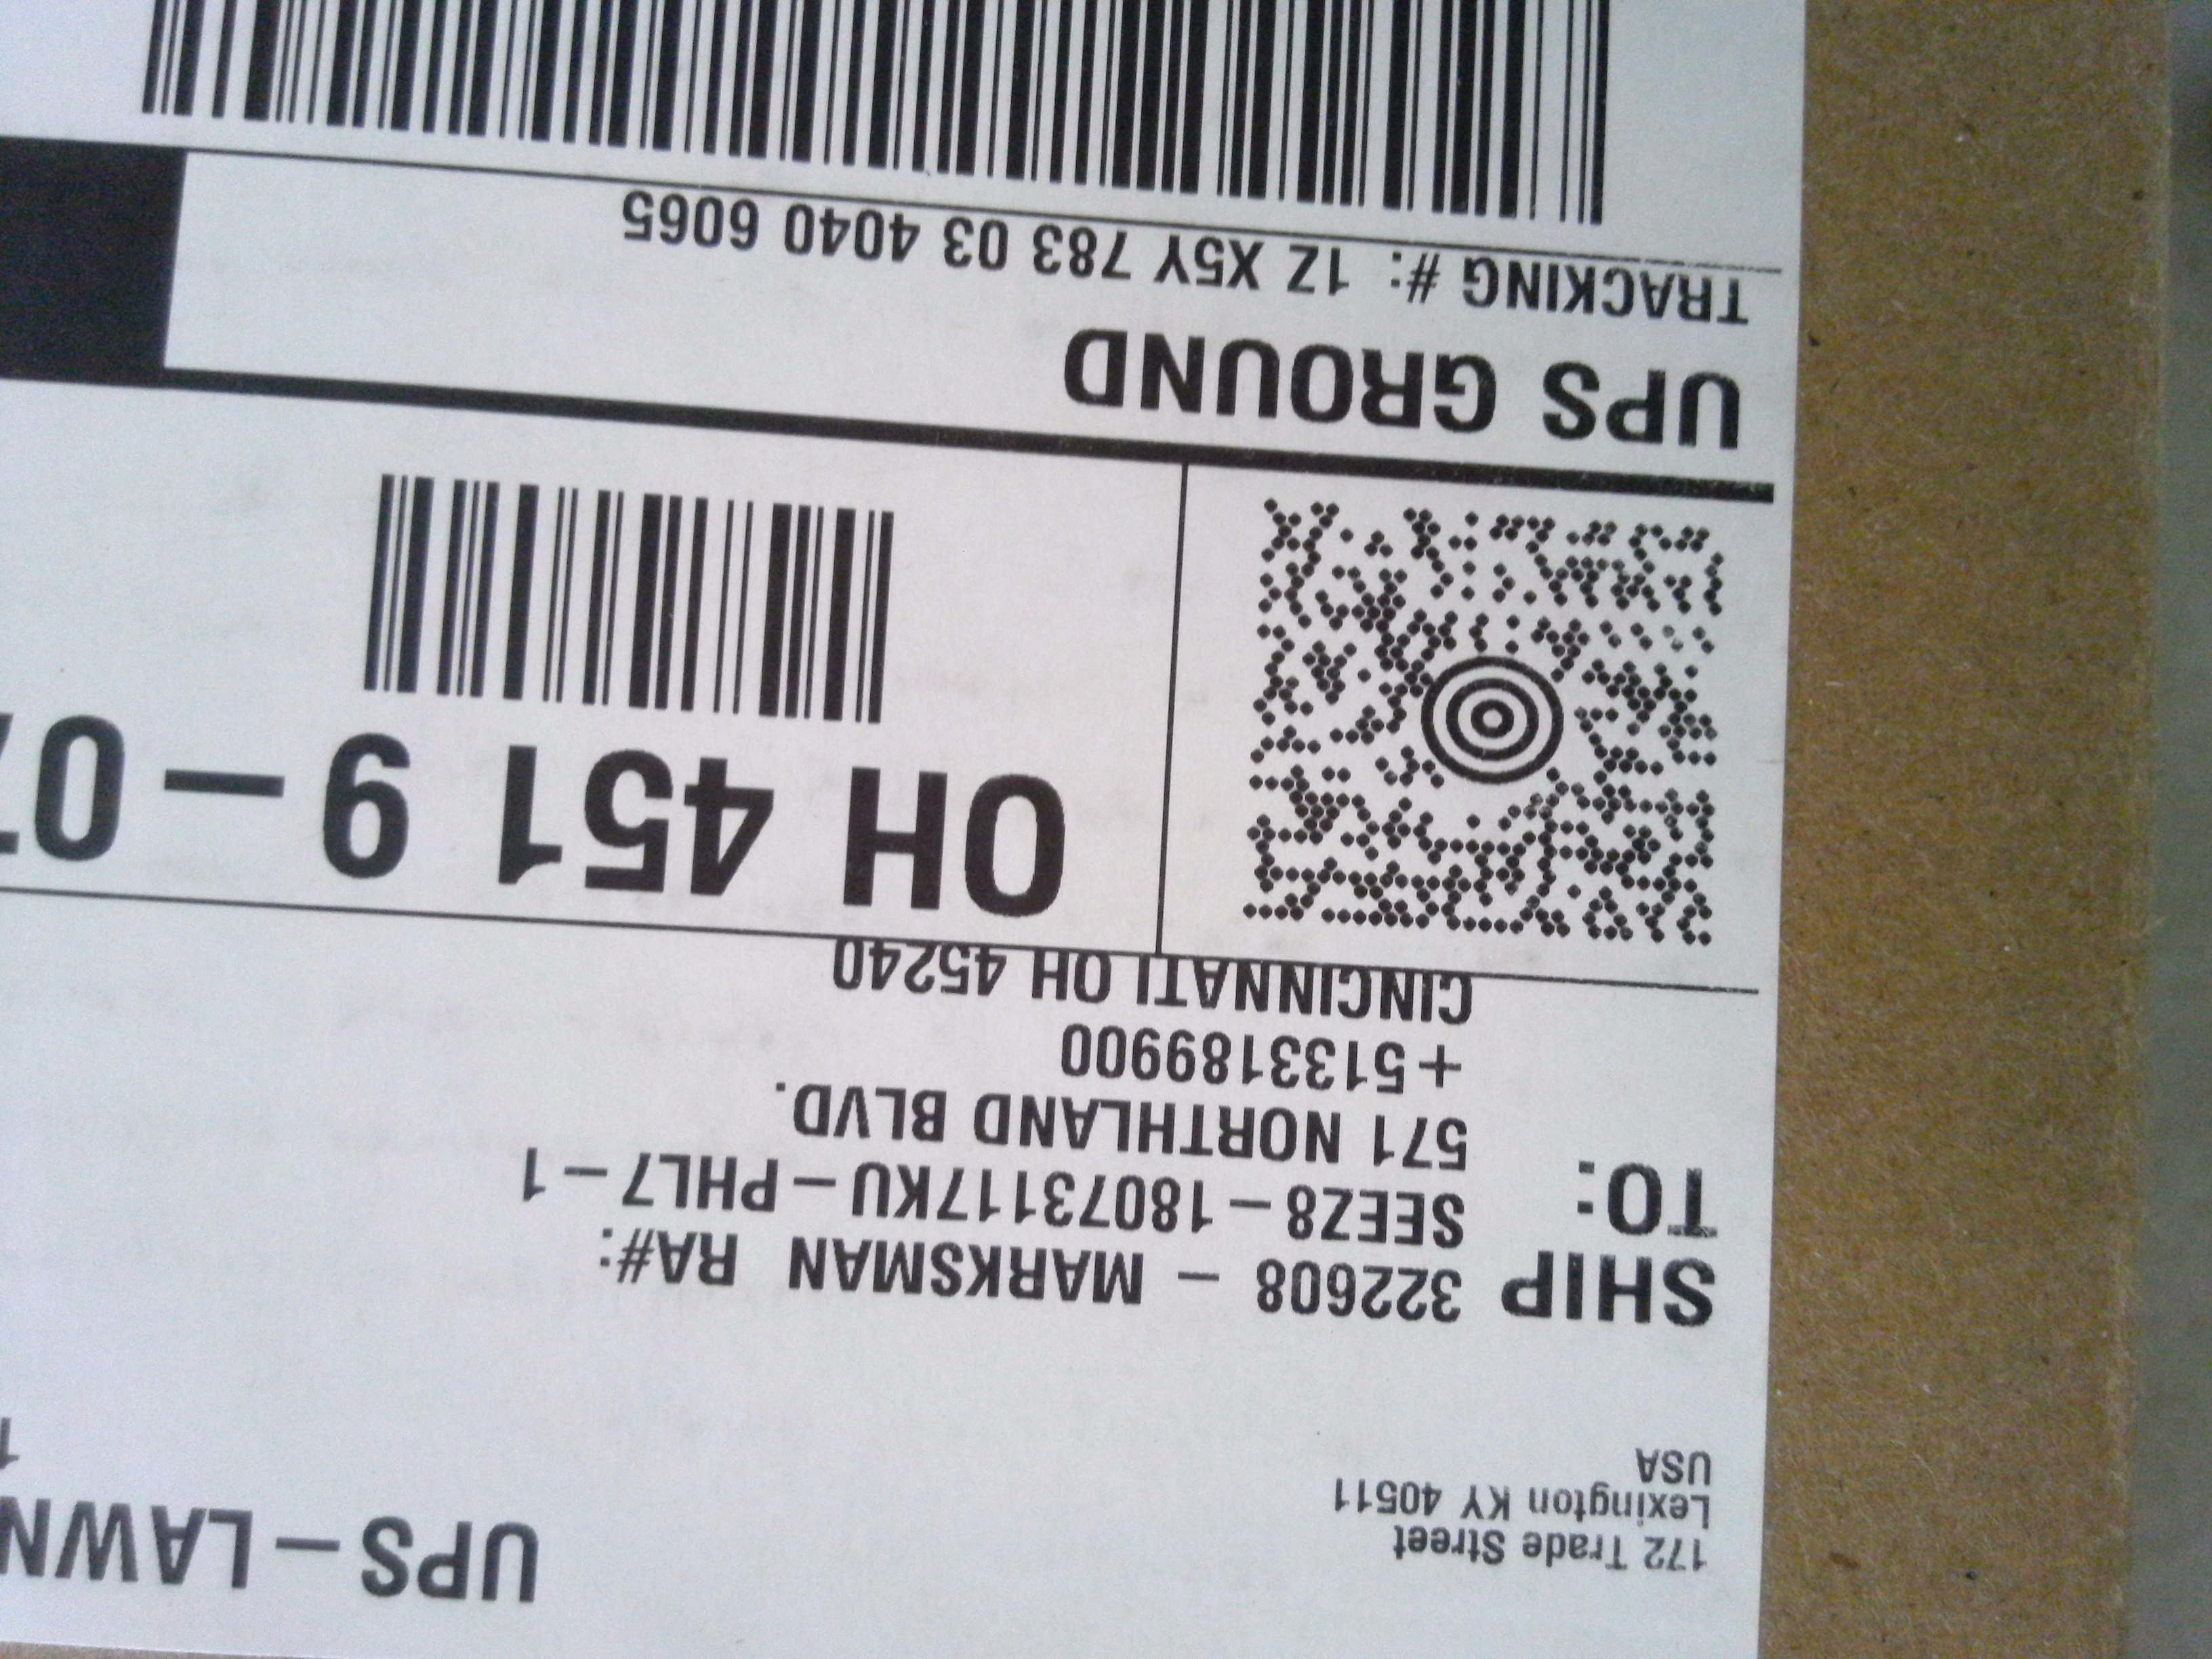 172 Trade Street
Lexington KY 40511
USA
UPS - LAWN
SHIP TO:
322608 - MARKSMAN RA#:
SEEZ8-18073117KU-PHL7-1
571 NORTHLAND BLVD.
+5133189900
CINCINNATI OH 45240
OH 451 9-0
UPS GROUND
TRACKING #: 1Z X5Y 783 03 4040 6065